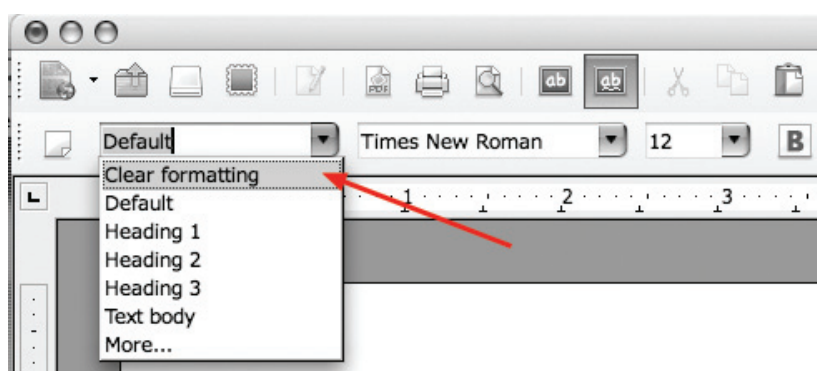 PDF ab ab
Default Times New Roman 12 B
Clear formatting
Default
Heading 1
Heading 2
Heading 3
Text body
More...
1 2 3